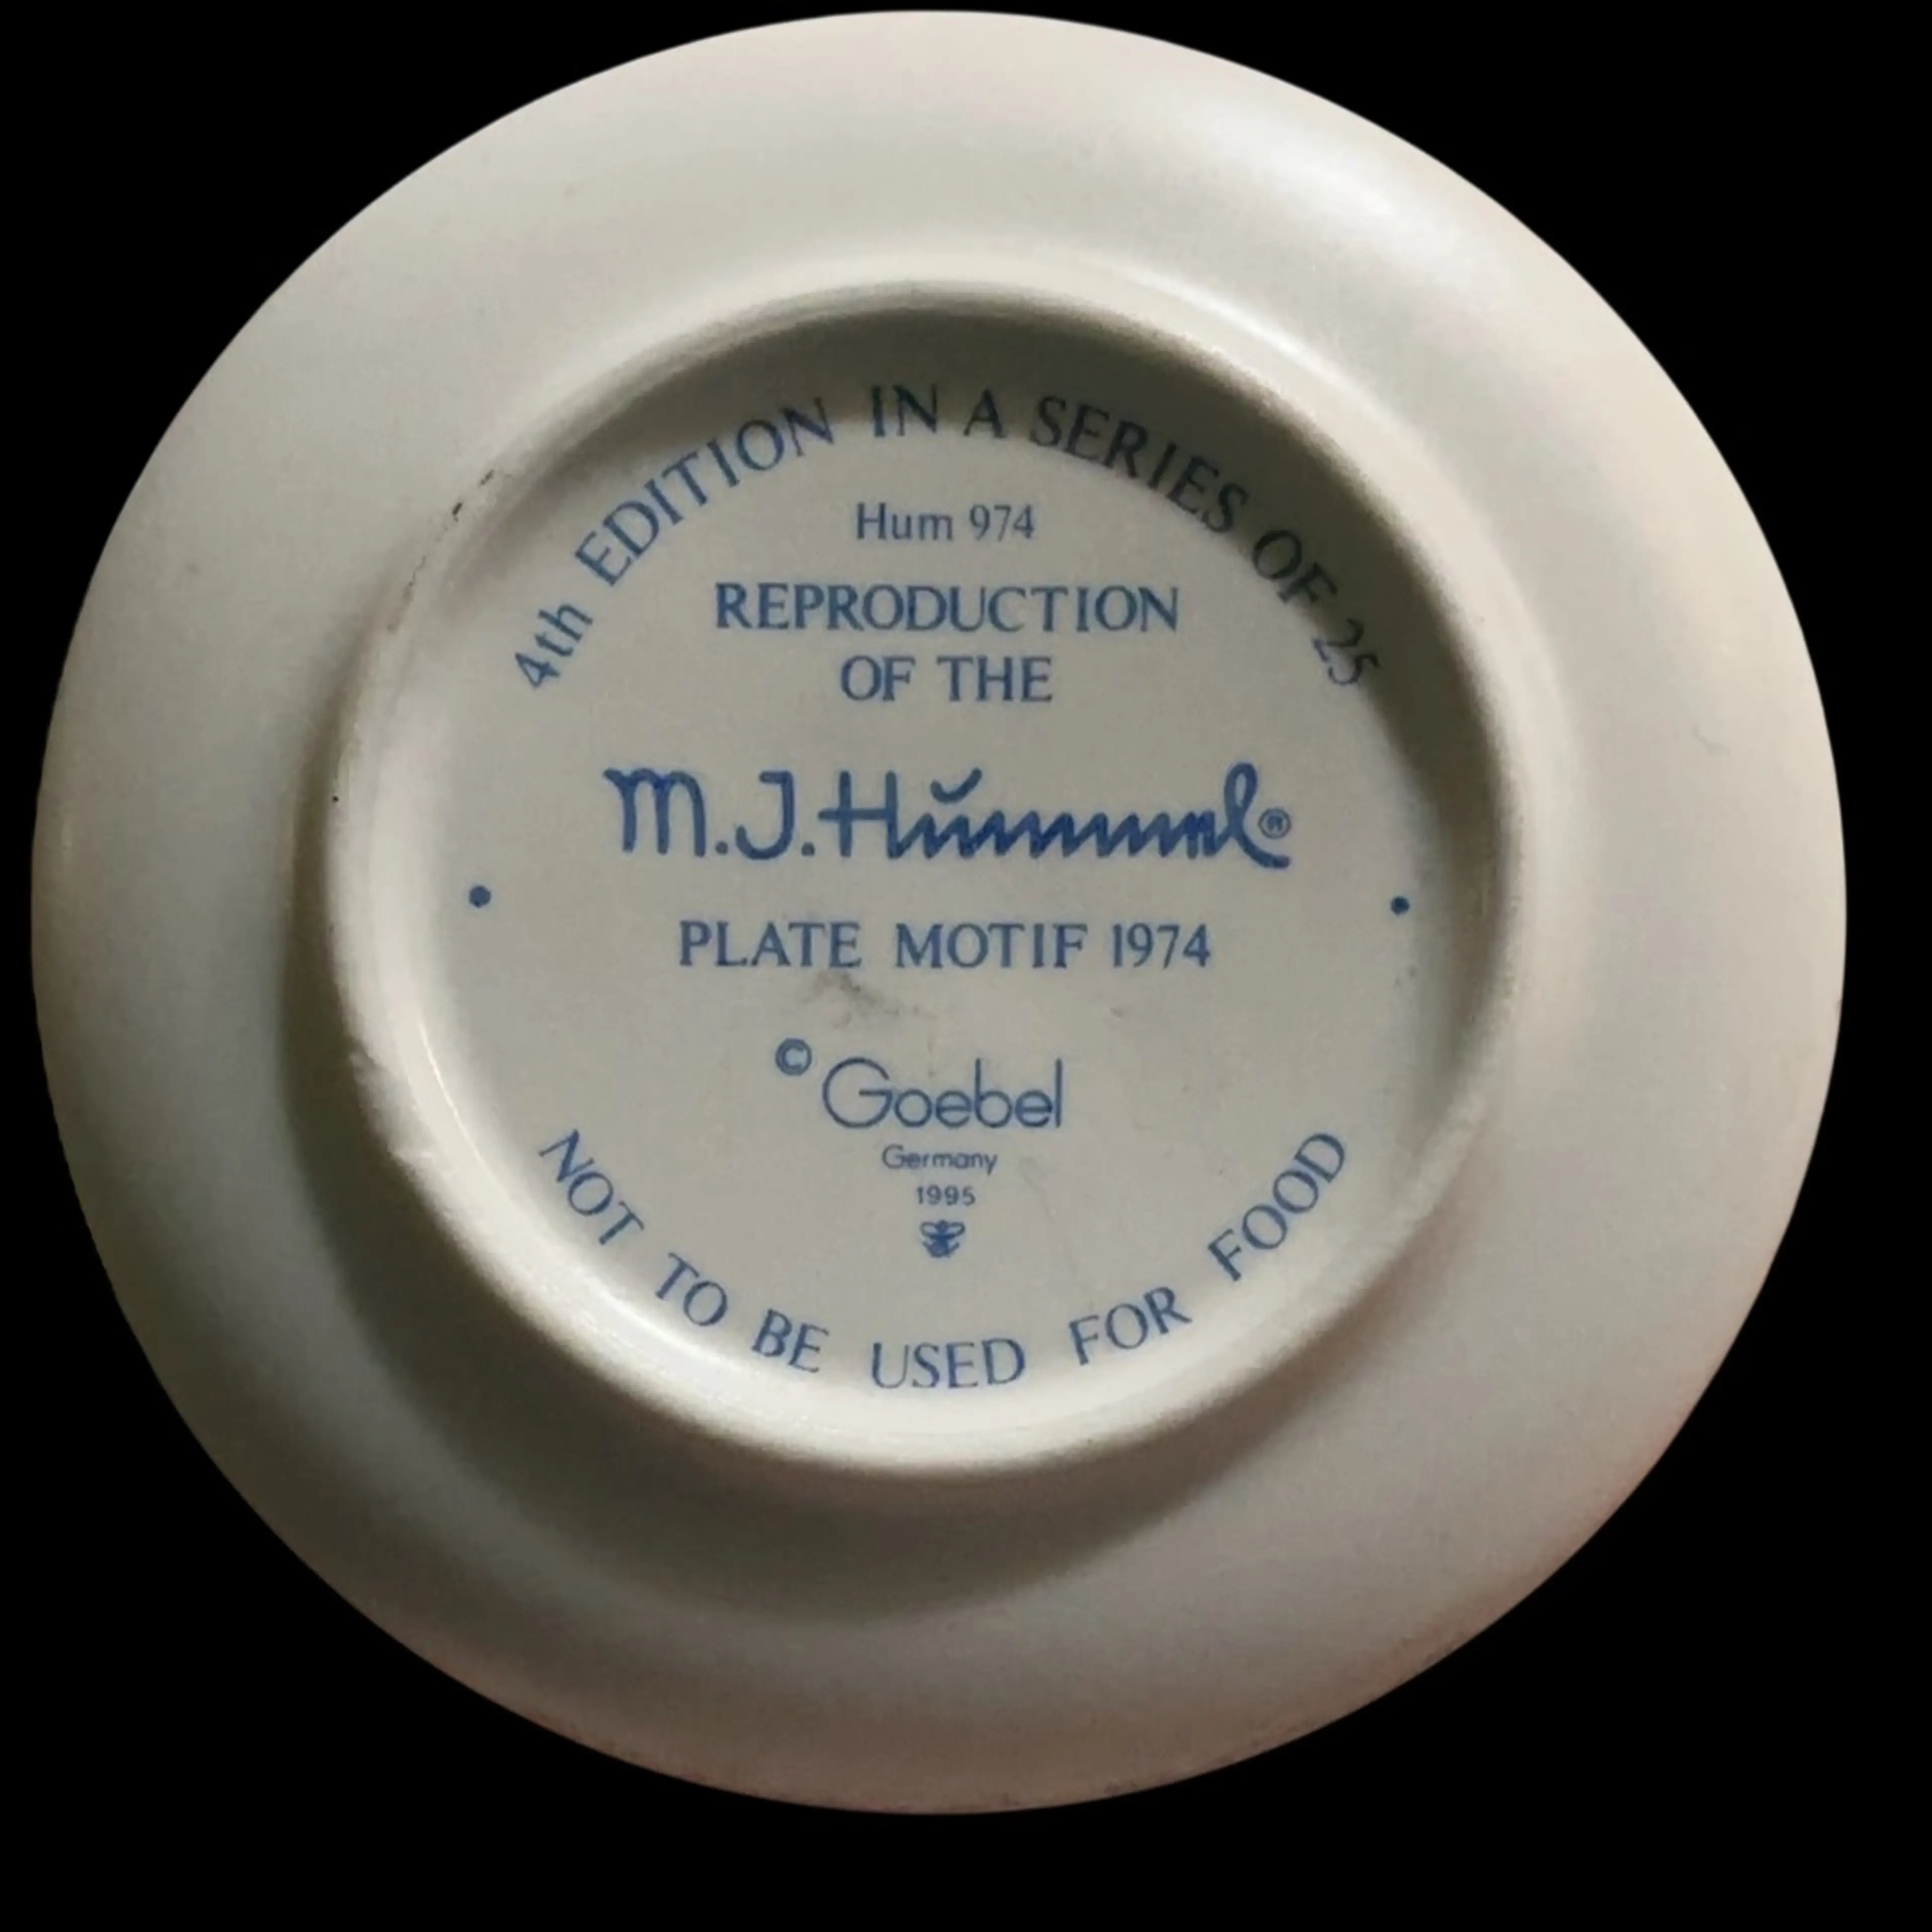 4th EDITION IN A SERIES OF 25
Hum 974
REPRODUCTION
OF THE
M.J. Hummel®
PLATE MOTIF 1974
© Goebel
Germany
1995
NOT TO BE USED FOR FOOD